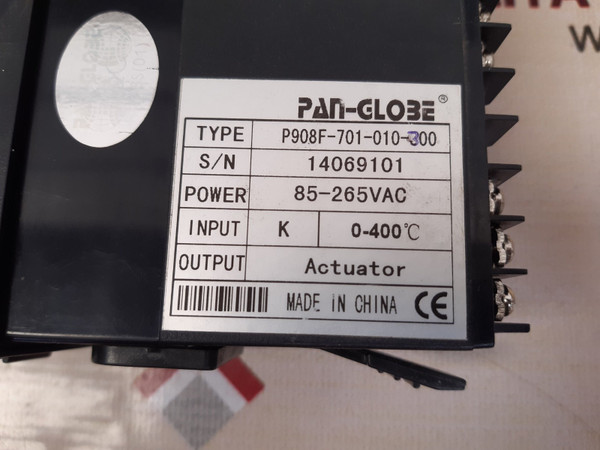 PAN-GLOBE®
TYPE P908F-701-010-300
S/N 14069101
POWER 85-265VAC
INPUT K 0-400℃
OUTPUT Actuator
MADE IN CHINA CE